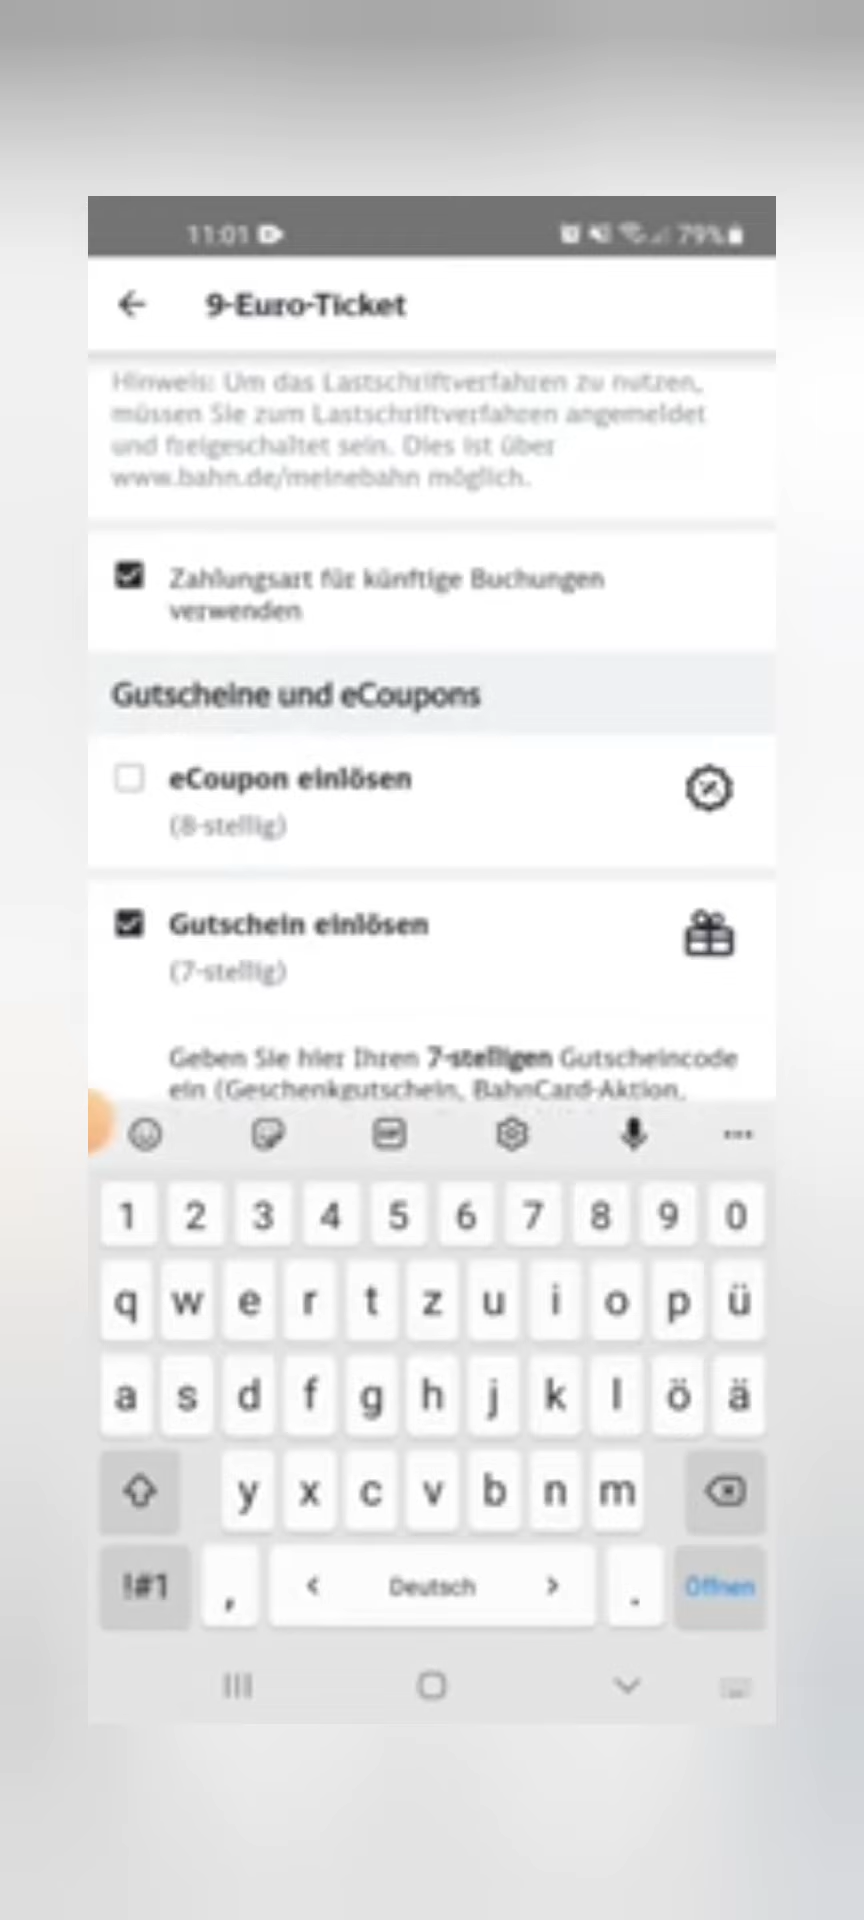 11:01 79%
9-Euro-Ticket
Hinweis: Um das Lastschriftverfahren zu nutzen,
müssen Sie zum Lastschriftverfahren angemeldet
und freigeschaltet sein. Dies ist über
www.bahn.de/meinebahn möglich.
Zahlungsart für künftige Buchungen
verwenden
Gutscheine und eCoupons
eCoupon einlösen
(8-stellig)
Gutschein einlösen
(7-stellig)
Geben Sie hier Ihren 7-stelligen Gutscheincode
ein (Geschenkgutschein, BahnCard-Aktion,
GIF
1 2 3 4 5 6 7 8 9 0
q w e r t z u i o p ü
a s d f g h j k l ö ä
y x c v b n m
!#1 , < Deutsch > . Öffnen